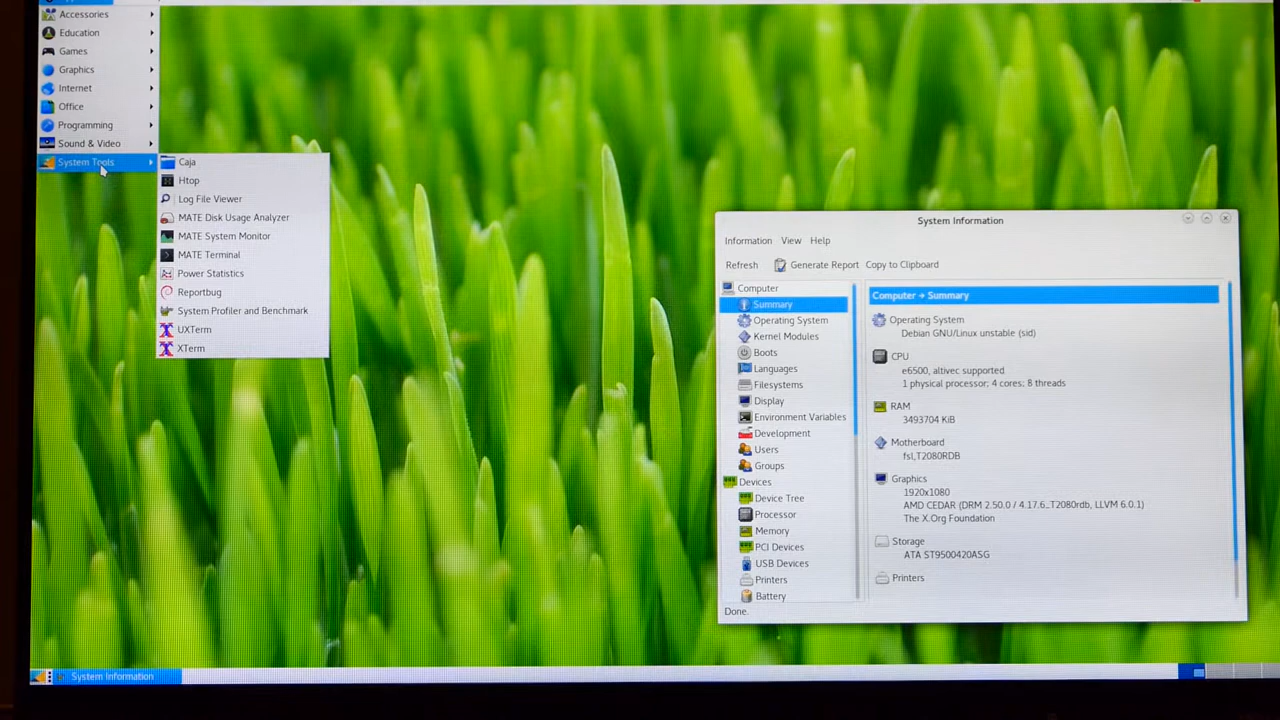 Accessories
Education
Games
Graphics
Internet
Office
Programming
Sound & Video
System Tools
Caja
Htop
Log File Viewer
MATE Disk Usage Analyzer
MATE System Monitor
MATE Terminal
Power Statistics
Reportbug
System Profiler and Benchmark
UXTerm
XTerm
System Information
Information View Help
Refresh Generate Report Copy to Clipboard
Computer
Summary
Operating System
Kernel Modules
Boots
Languages
Filesystems
Display
Environment Variables
Development
Users
Groups
Devices
Device Tree
Processor
Memory
PCI Devices
USB Devices
Printers
Battery
Computer → Summary
Operating System
Debian GNU/Linux unstable (sid)
CPU
e6500, altivec supported
1 physical processor; 4 cores; 8 threads
RAM
3493704 KiB
Motherboard
fsl,T2080RDB
Graphics
1920x1080
AMD CEDAR (DRM 2.50.0 / 4.17.6_T2080rdb, LLVM 6.0.1)
The X.Org Foundation
Storage
ATA ST9500420ASG
Printers
Done.
System Information